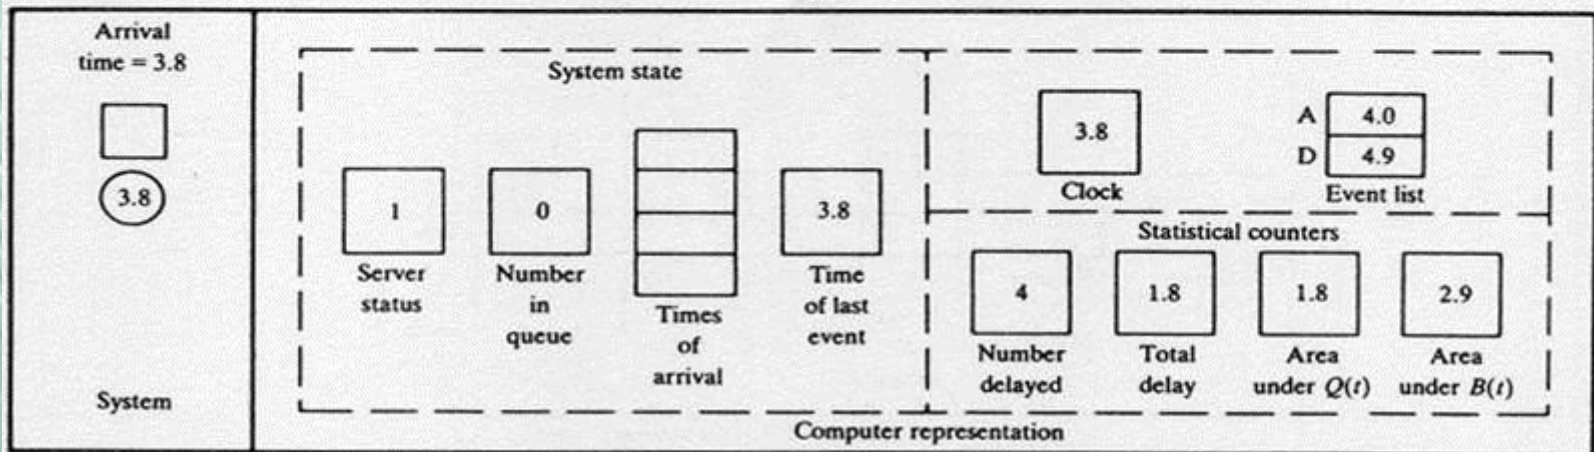 Arrival
time = 3.8
3.8
System
System state
1
Server
status
0
Number
in
queue
Times
of
arrival
3.8
Time
of last
event
3.8
Clock
A 4.0
D 4.9
Event list
Statistical counters
4
Number
delayed
1.8
Total
delay
1.8
Area
under Q(t)
2.9
Area
under B(t)
Computer representation